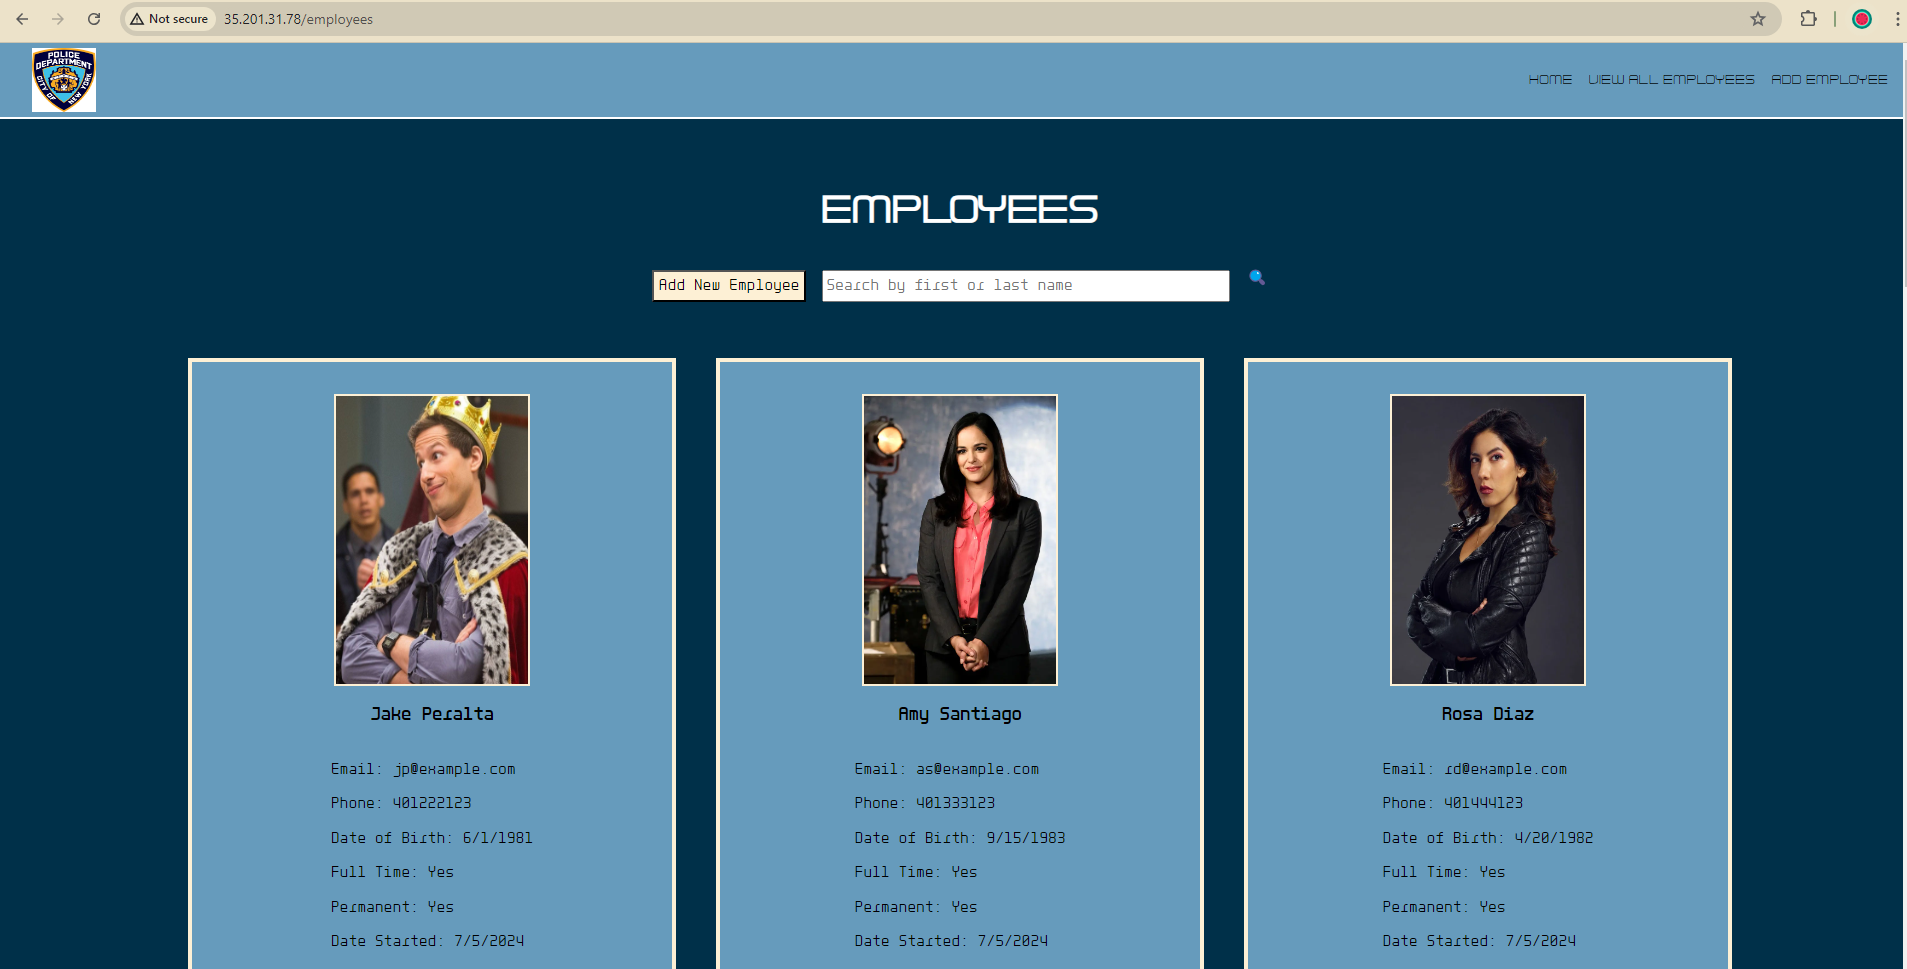 Not secure 35.201.31.78/employees
POLICE DEPARTMENT CITY OF NEW YORK
HOME VIEW ALL EMPLOYEES ADD EMPLOYEE
EMPLOYEES
Add New Employee Search by first or last name
Jake Peralta Amy Santiago Rosa Diaz
Email: jp@example.com Email: as@example.com Email: rd@example.com
Phone: 401222123 Phone: 401333123 Phone: 401444123
Date of Birth: 6/1/1981 Date of Birth: 9/15/1983 Date of Birth: 4/20/1982
Full Time: Yes Full Time: Yes Full Time: Yes
Permanent: Yes Permanent: Yes Permanent: Yes
Date Started: 7/5/2024 Date Started: 7/5/2024 Date Started: 7/5/2024